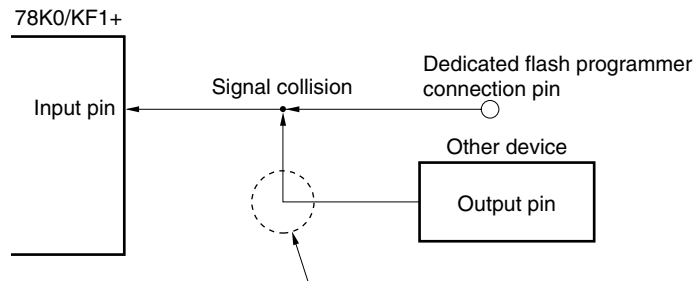 78K0/KF1+
Dedicated flash programmer
connection pin
Signal collision
Input pin
Other device
Output pin